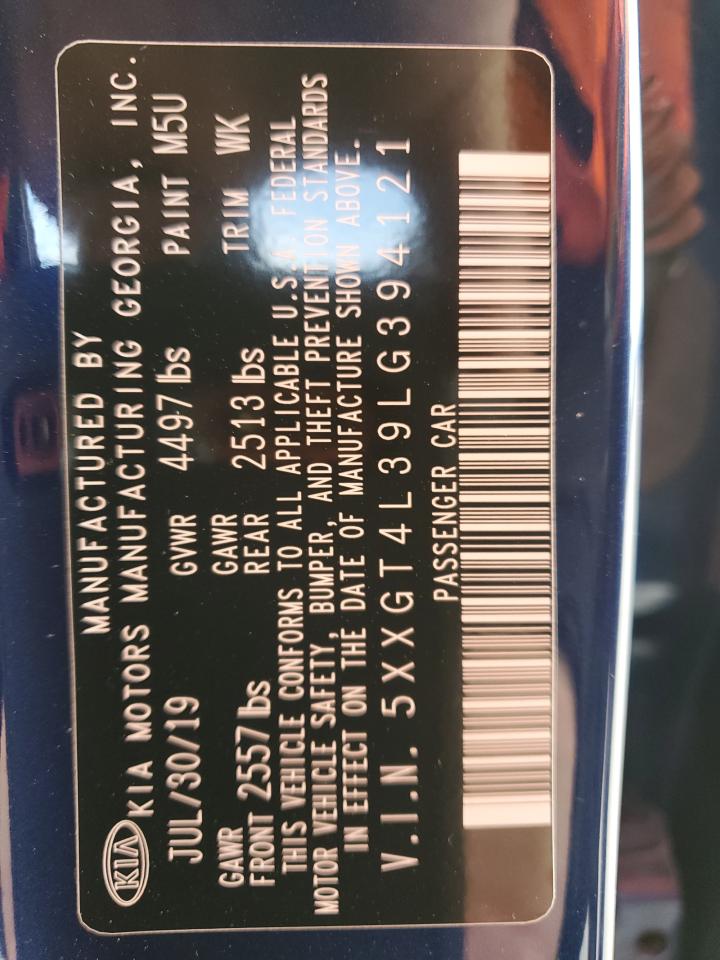 MANUFACTURED BY
KIA KIA MOTORS MANUFACTURING GEORGIA, INC.
JUL/30/19 GVWR 4497 lbs PAINT M5U
GAWR GAWR
FRONT 2557 lbs REAR 2513 lbs TRIM WK
THIS VEHICLE CONFORMS TO ALL APPLICABLE U.S.A. FEDERAL
MOTOR VEHICLE SAFETY, BUMPER, AND THEFT PREVENTION STANDARDS
IN EFFECT ON THE DATE OF MANUFACTURE SHOWN ABOVE.
V.I.N. 5XXGT4L39LG394121
PASSENGER CAR